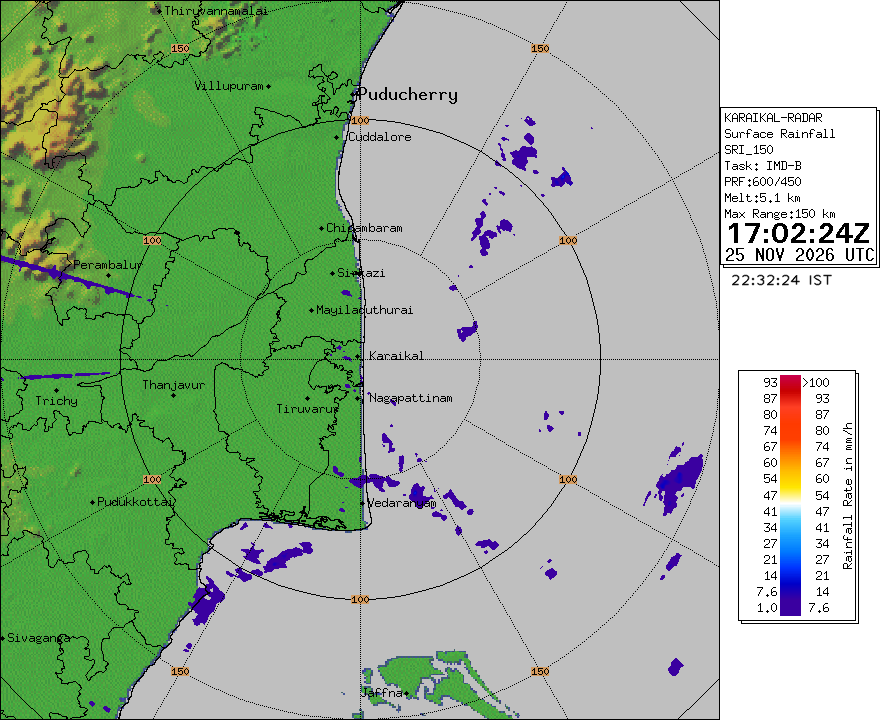 Thiruvannamalai
150
150
Villupuram
Puducherry
100
Cuddalore
Chidambaram
100
100
Perambalur
Sirkazi
Mayiladuthurai
Karaikal
Thanjavur
Trichy
Tiruvarur
Nagapattinam
100
100
Pudukkottai
Vedaranyam
100
Sivaganga
150
150
Jaffna
KARAIKAL-RADAR
Surface Rainfall
SRI_150
Task: IMD-B
PRF:600/450
Melt:5.1 km
Max Range:150 km
17:02:24Z
25 NOV 2026 UTC
22:32:24 IST
93 >100
87 93
80 87
74 80
67 74
60 67
54 60
47 54
41 47
34 41
27 34
21 27
14 21
7.6 14
1.0 7.6
Rainfall Rate in mm/h